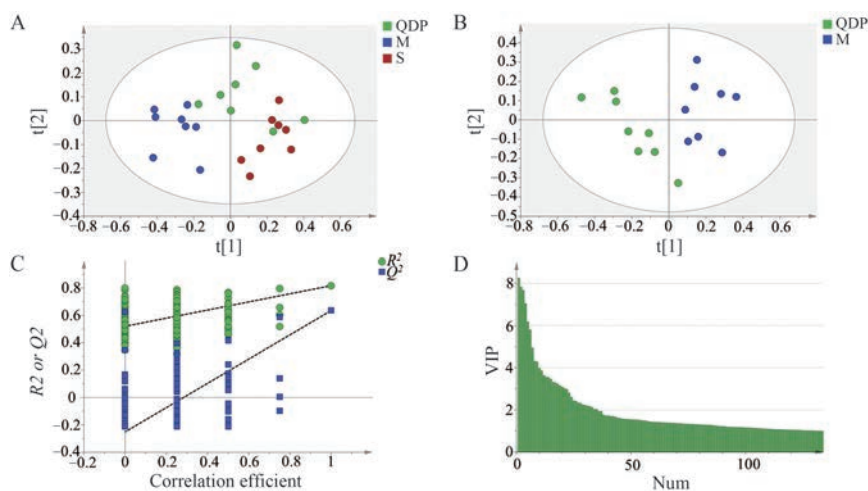 A
QDP
M
S
t[2]
0.3
0.2
0.1
0
−0.1
−0.2
−0.3
−0.4
−0.8 −0.6 −0.4 −0.2 0 0.2 0.4 0.6 0.8
t[1]
B
QDP
M
t[2]
0.4
0.3
0.2
0.1
0
−0.1
−0.2
−0.3
−0.4
−0.5
−0.8 −0.6 −0.4 −0.2 0 0.2 0.4 0.6 0.8
t[1]
C
R²
Q²
R2 or Q2
0.8
0.6
0.4
0.2
0
−0.2
−0.4
−0.2 0 0.2 0.4 0.6 0.8 1
Correlation efficient
D
VIP
8
6
4
2
0
0 50 100
Num